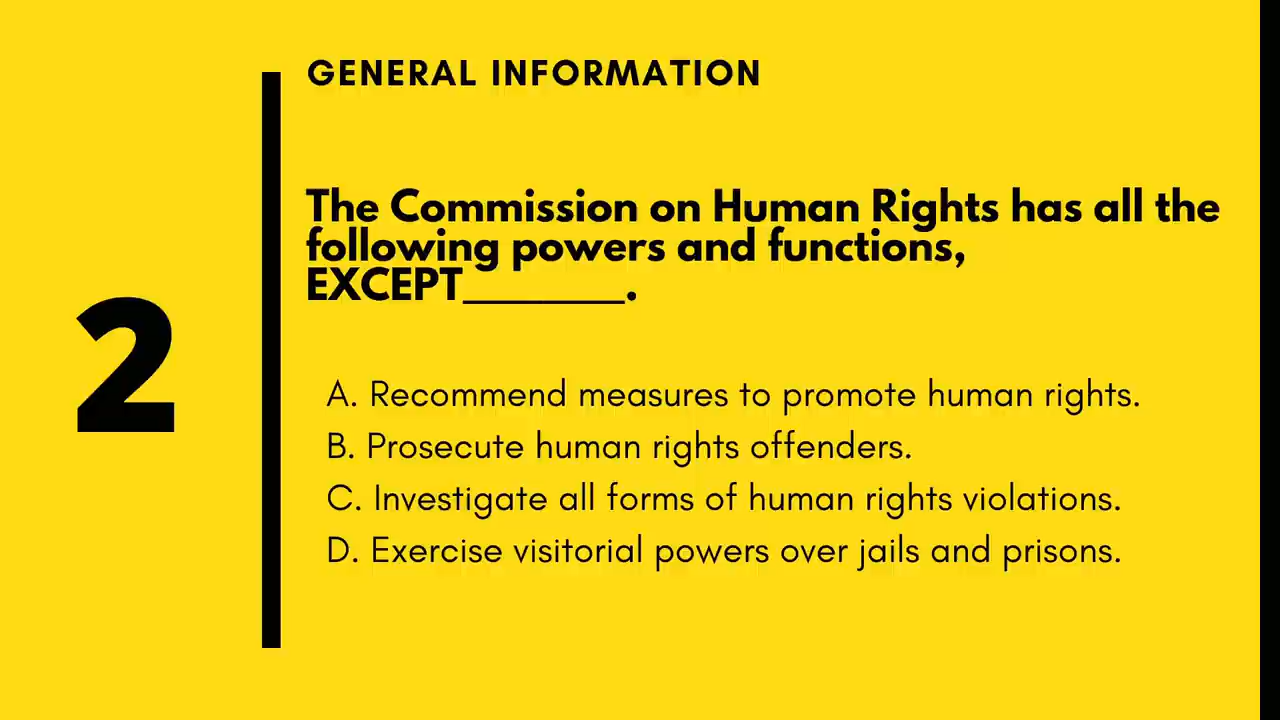 GENERAL INFORMATION
The Commission on Human Rights has all the
following powers and functions,
EXCEPT________.
2
A. Recommend measures to promote human rights.
B. Prosecute human rights offenders.
C. Investigate all forms of human rights violations.
D. Exercise visitorial powers over jails and prisons.